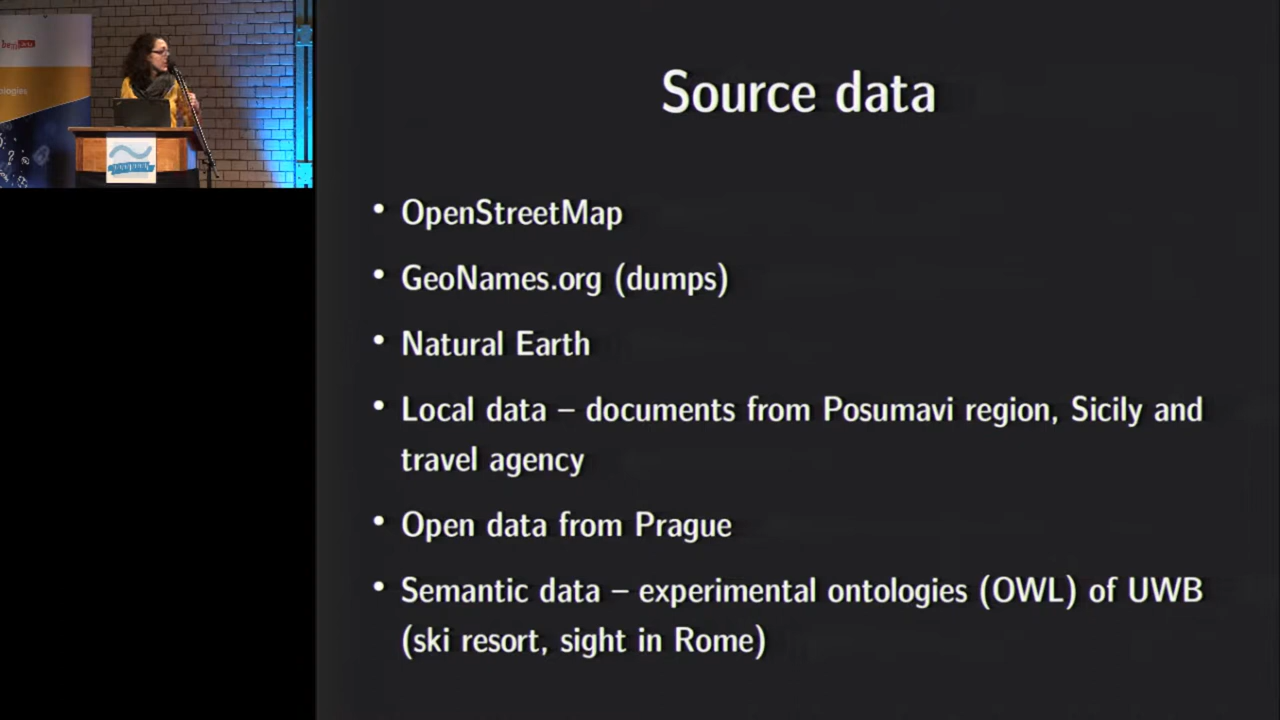 Source data
• OpenStreetMap
• GeoNames.org (dumps)
• Natural Earth
• Local data – documents from Posumavi region, Sicily and
travel agency
• Open data from Prague
• Semantic data – experimental ontologies (OWL) of UWB
(ski resort, sight in Rome)